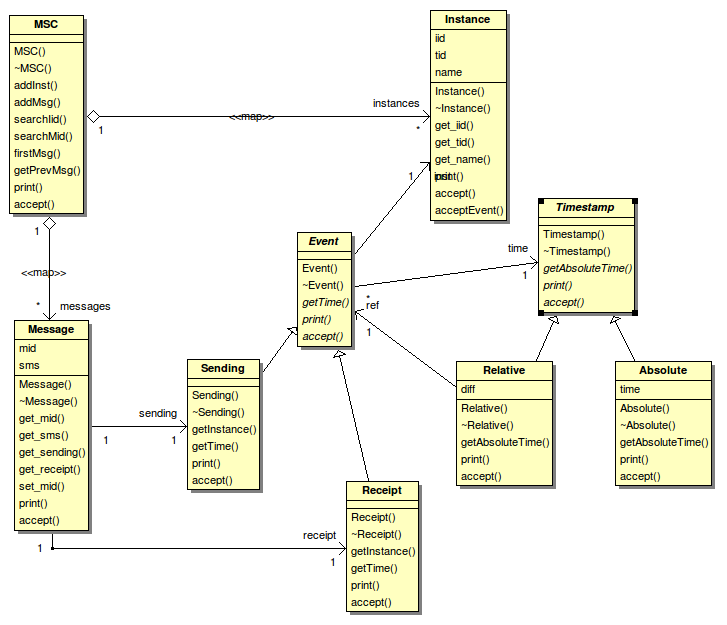 MSC
MSC()
~MSC()
addInst()
addMsg()
searchIid()
searchMid()
firstMsg()
getPrevMsg()
print()
accept()
1
<<map>>
instances
*
Instance
iid
tid
name
Instance()
~Instance()
get_iid()
get_tid()
get_name()
print()
accept()
acceptEvent()
1
inst
1
<<map>>
*
messages
Message
mid
sms
Message()
~Message()
get_mid()
get_sms()
get_sending()
get_receipt()
set_mid()
print()
accept()
sending
1
1
Sending
Sending()
~Sending()
getInstance()
getTime()
print()
accept()
Event
Event()
~Event()
getTime()
print()
accept()
time
1
*
ref
1
Timestamp
Timestamp()
~Timestamp()
getAbsoluteTime()
print()
accept()
Relative
diff
Relative()
~Relative()
getAbsoluteTime()
print()
accept()
Absolute
time
Absolute()
~Absolute()
getAbsoluteTime()
print()
accept()
1
receipt
1
Receipt
Receipt()
~Receipt()
getInstance()
getTime()
print()
accept()